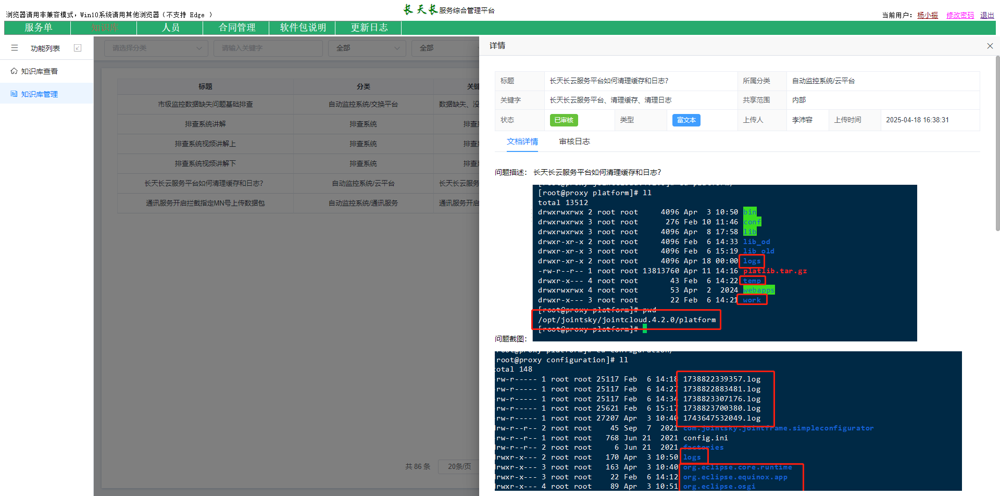 浏览器请用非兼容模式，Win10系统请用其他浏览器（不支持 Edge ）
长天长服务综合管理平台
当前用户： 杨小振 修改密码 退出
服务单 知识库 人员 合同管理 软件包说明 更新日志
功能列表
知识库查看
知识库管理
请选择分类 请输入关键字 全部 全部
标题 分类 关键
市级监控数据缺失问题基础排查 自动监控系统/交换平台 数据缺失、没
排查系统讲解 排查系统 排查
排查系统视频讲解上 排查系统 排查
排查系统视频讲解下 排查系统 排查
长天长云服务平台如何清理缓存和日志？ 自动监控系统/云平台 长天长云服务
通讯服务开启拦截指定MN号上传数据包 自动监控系统/通讯服务 通讯服务开启
共 86 条 20条/页
详情
标题 长天长云服务平台如何清理缓存和日志？ 所属分类 自动监控系统/云平台
关键字 长天长云服务平台、清理缓存、清理日志 共享范围 内部
状态 已审核 类型 富文本 上传人 李沛容 上传时间 2025-04-18 16:38:31
文档详情 审核日志
问题描述： 长天长云服务平台如何清理缓存和日志？
[root@proxy platform]# ll
total 13512
drwxrwxrwx 2 root root 4096 Apr 3 10:50 bin
drwxrwxrwx 3 root root 276 Feb 10 11:46 conf
drwxrwxrwx 3 root root 4096 Apr 8 17:58 lib
drwxr-xr-x 2 root root 4096 Feb 6 14:33 lib_od
drwxr-xr-x 3 root root 4096 Feb 6 15:19 lib_old
drwxr-xr-x 2 root root 4096 Apr 18 00:00 logs
-rw-r--r-- 1 root root 13813760 Apr 11 14:16 platlib.tar.gz
drwxr-x--- 4 root root 43 Feb 6 14:22 temp
drwxrwxrwx 4 root root 53 Apr 2 2024 webapps
drwxr-x--- 3 root root 22 Feb 6 14:21 work
[root@proxy platform]# pwd
/opt/jointsky/jointcloud.4.2.0/platform
[root@proxy platform]#
问题截图：
root@proxy configuration]# ll
otal 148
rw-r----- 1 root root 25117 Feb 6 14:18 1738822339357.log
rw-r----- 1 root root 25117 Feb 6 14:27 1738822883481.log
rw-r----- 1 root root 25117 Feb 6 14:34 1738823307176.log
rw-r----- 1 root root 25621 Feb 6 15:17 1738823700380.log
rw-r----- 1 root root 27207 Apr 3 10:40 1743647532049.log
rw-r--r-- 2 root root 45 Sep 7 2021 com.jointsky.jointframe.simpleconfigurator
rw-r--r-- 1 root root 768 Jun 21 2021 config.ini
rw-r--r-- 2 root root 6 Jun 21 2021 factories
rwxr-x--- 2 root root 170 Apr 3 10:50 logs
rwxr-x--- 3 root root 163 Apr 3 10:40 org.eclipse.core.runtime
rwxr-x--- 3 root root 22 Feb 6 14:12 org.eclipse.equinox.app
rwxr-x--- 4 root root 89 Apr 3 10:51 org.eclipse.osgi